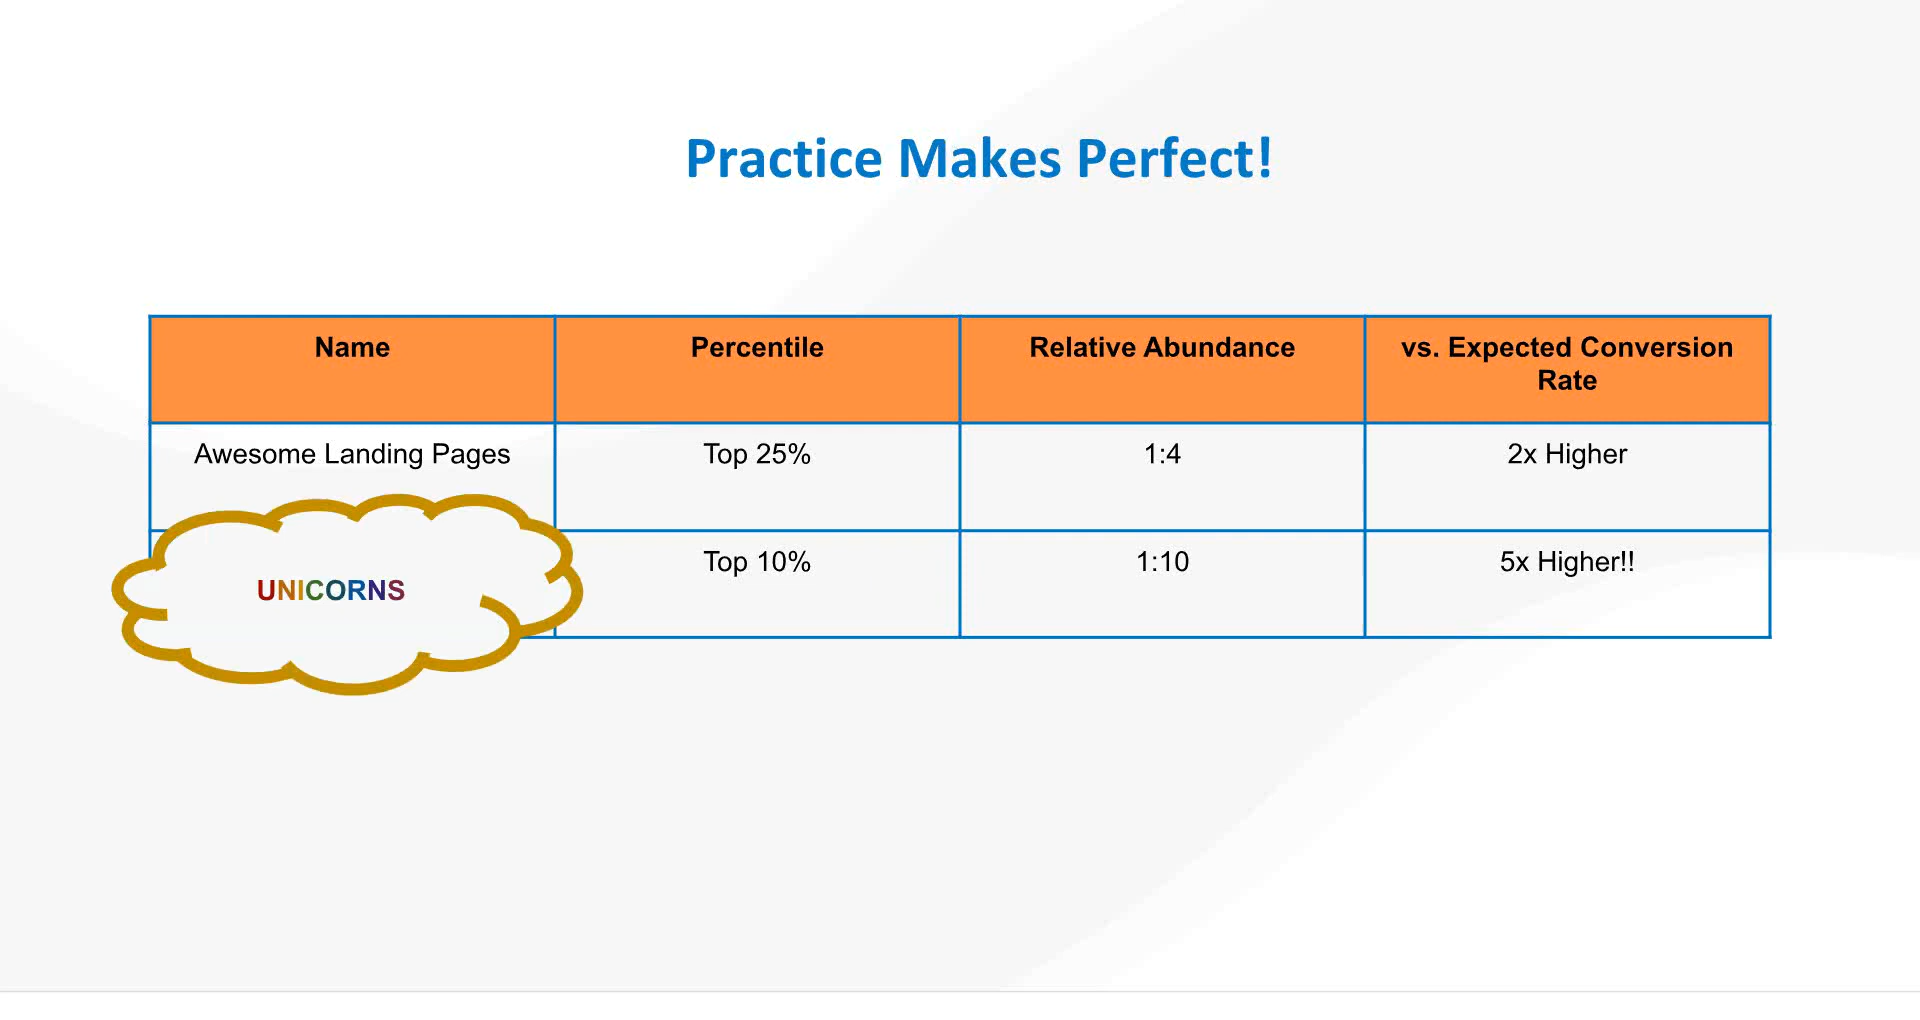 Practice Makes Perfect!
Name
Percentile
Relative Abundance
vs. Expected Conversion
Rate
Awesome Landing Pages
Top 25%
1:4
2x Higher
UNICORNS
Top 10%
1:10
5x Higher!!